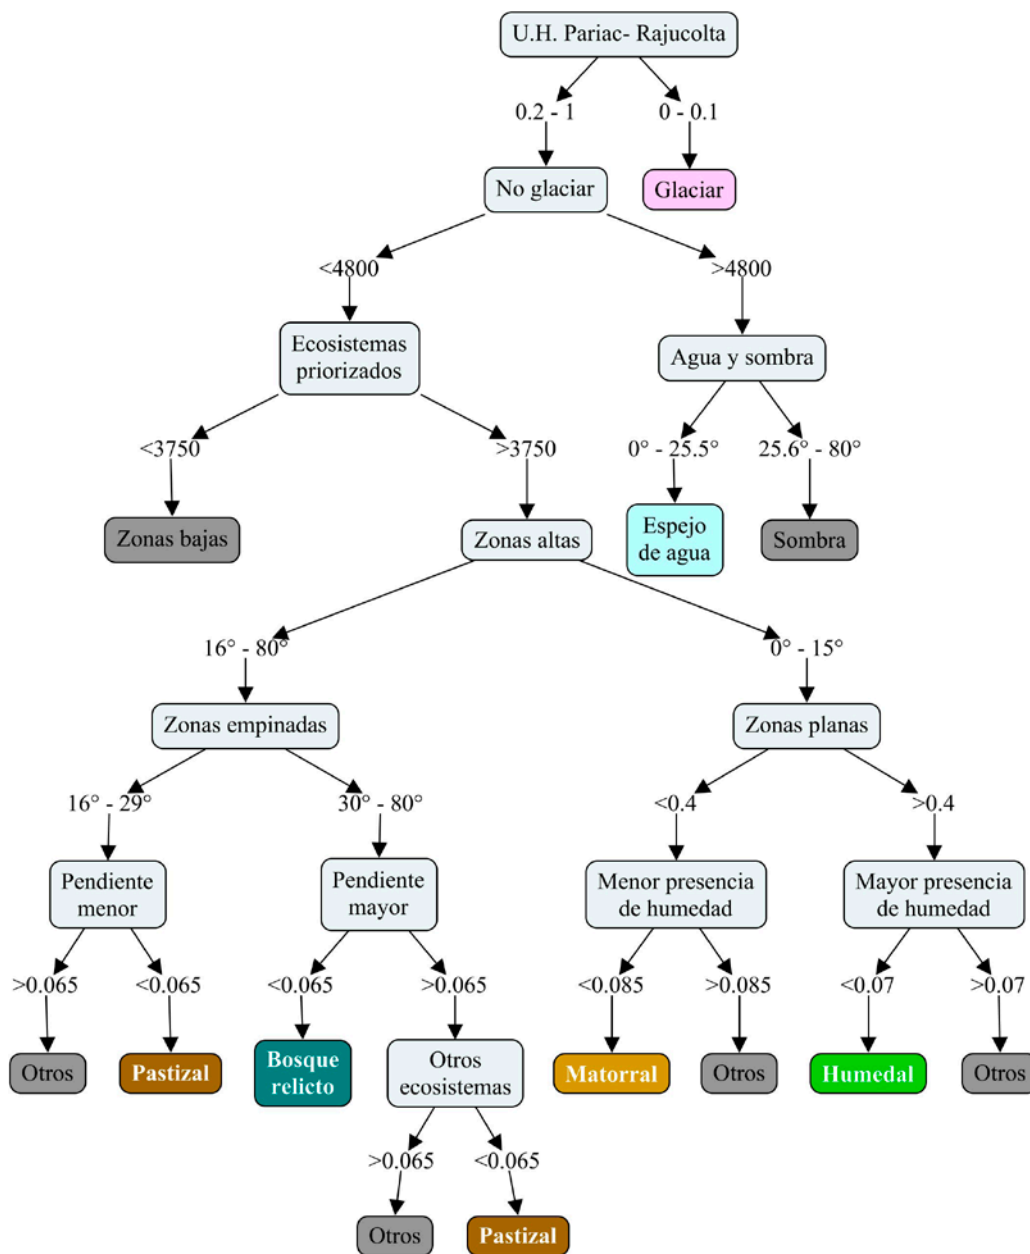 U.H. Pariac- Rajucolta
0.2 - 1
0 - 0.1
No glaciar
Glaciar
<4800
>4800
Ecosistemas
priorizados
Agua y sombra
<3750
>3750
0° - 25.5°
25.6° - 80°
Zonas bajas
Zonas altas
Espejo
de agua
Sombra
16° - 80°
0° - 15°
Zonas empinadas
Zonas planas
16° - 29°
30° - 80°
<0.4
>0.4
Pendiente
menor
Pendiente
mayor
Menor presencia
de humedad
Mayor presencia
de humedad
>0.065
<0.065
<0.065
>0.065
<0.085
>0.085
<0.07
>0.07
Otros
Pastizal
Bosque
relicto
Otros
ecosistemas
Matorral
Otros
Humedal
Otros
>0.065
<0.065
Otros
Pastizal